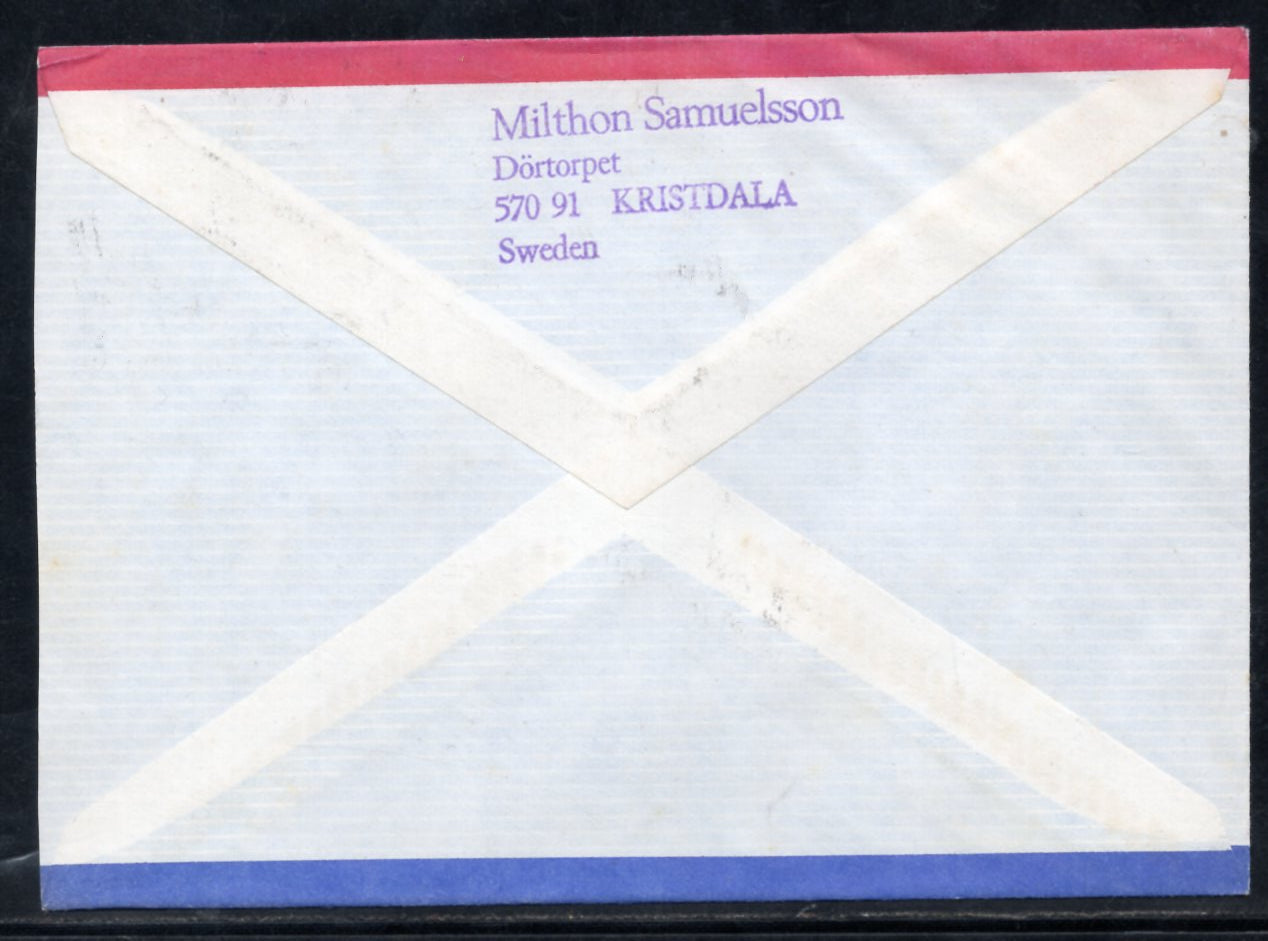 Milthon Samuelsson
Dörtorpet
570 91 KRISTDALA
Sweden